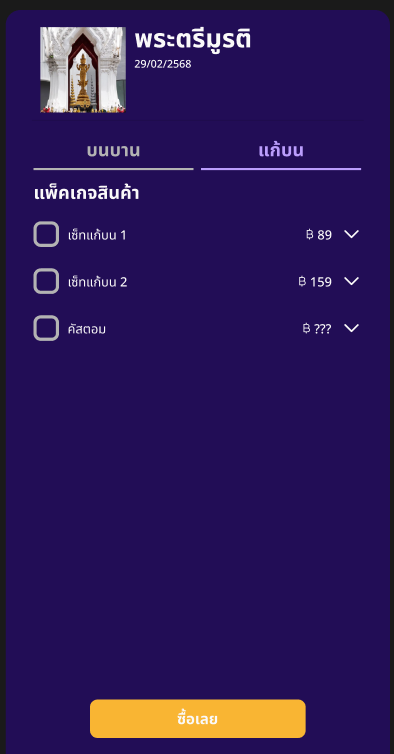 พระตรีมูรติ
29/02/2568
บนบาน
แก้บน
แพ็คเกจสินค้า
เซ็ทแก้บน 1 ฿ 89
เซ็ทแก้บน 2 ฿ 159
คัสตอม ฿ ???
ซื้อเลย